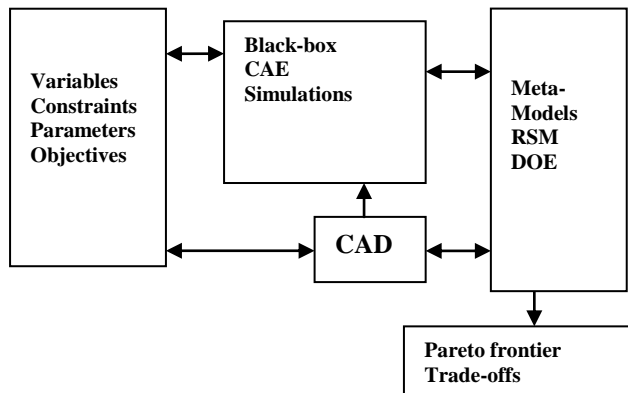 Variables
Constraints
Parameters
Objectives
Black-box
CAE
Simulations
Meta-
Models
RSM
DOE
CAD
Pareto frontier
Trade-offs